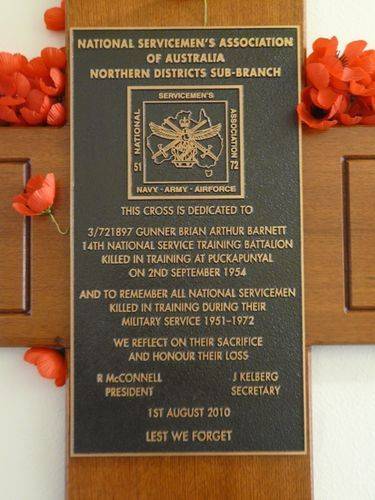 NATIONAL SERVICEMEN'S ASSOCIATION
OF AUSTRALIA
NORTHERN DISTRICTS SUB-BRANCH
SERVICEMEN'S
NATIONAL
ASSOCIATION
51
72
NAVY - ARMY - AIRFORCE
THIS CROSS IS DEDICATED TO
3/721897 GUNNER BRIAN ARTHUR BARNETT
14TH NATIONAL SERVICE TRAINING BATTALION
KILLED IN TRAINING AT PUCKAPUNYAL
ON 2ND SEPTEMBER 1954
AND TO REMEMBER ALL NATIONAL SERVICEMEN
KILLED IN TRAINING DURING THEIR
MILITARY SERVICE 1951-1972
WE REFLECT ON THEIR SACRIFICE
AND HONOUR THEIR LOSS
R McCONNELL J KELBERG
PRESIDENT SECRETARY
1ST AUGUST 2010
LEST WE FORGET